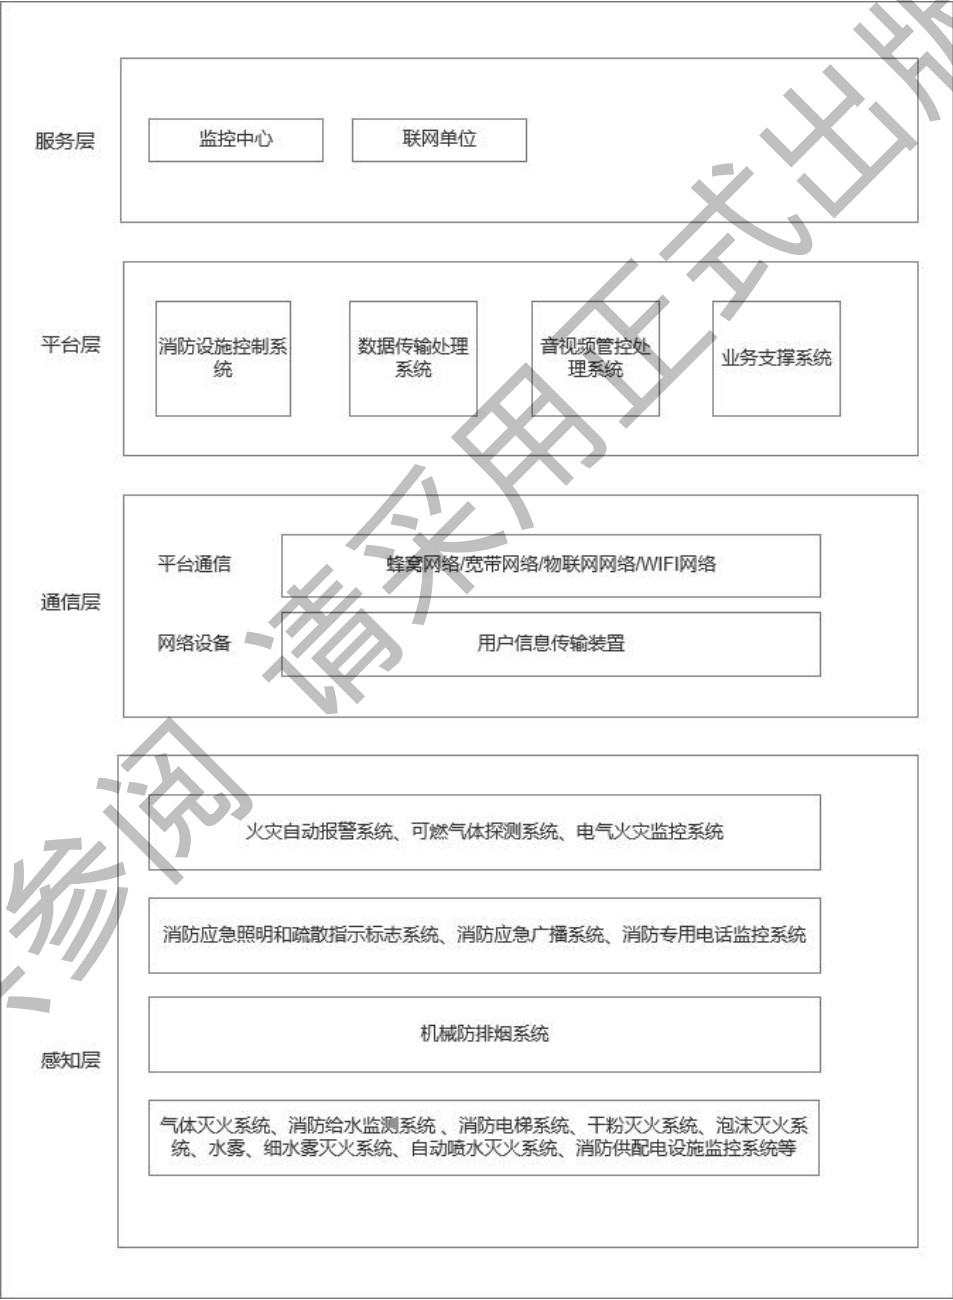 服务层
监控中心
联网单位
平台层
消防设施控制系
统
数据传输处理
系统
音视频管控处
理系统
业务支撑系统
通信层
平台通信
蜂窝网络/宽带网络/物联网网络/WIFI网络
网络设备
用户信息传输装置
感知层
火灾自动报警系统、可燃气体探测系统、电气火灾监控系统
消防应急照明和疏散指示标志系统、消防应急广播系统、消防专用电话监控系统
机械防排烟系统
气体灭火系统、消防给水监测系统 、消防电梯系统、干粉灭火系统、泡沫灭火系
统、水雾、细水雾灭火系统、自动喷水灭火系统、消防供配电设施监控系统等
参阅 请采用正式出版